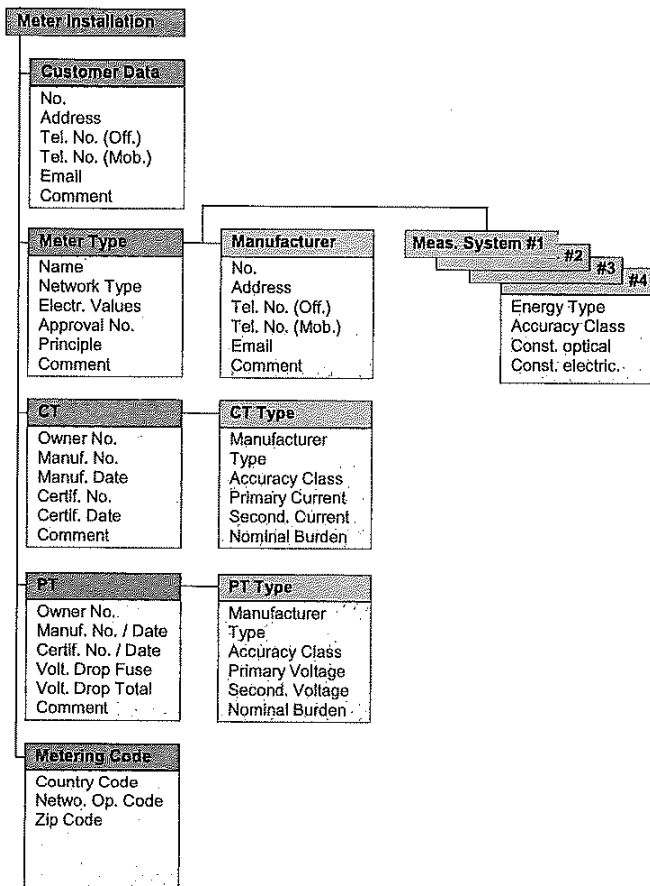 Meter Installation
Customer Data
No.
Address
Tel. No. (Off.)
Tel. No. (Mob.)
Email
Comment
Meter Type
Name
Network Type
Electr. Values
Approval No.
Principle
Comment
Manufacturer
No.
Address
Tel. No. (Off.)
Tel. No. (Mob.)
Email
Comment
Meas. System #1
#2
#3
#4
Energy Type
Accuracy Class
Const. optical
Const. electric.
CT
Owner No.
Manuf. No.
Manuf. Date
Certif. No.
Certif. Date
Comment
CT Type
Manufacturer
Type
Accuracy Class
Primary Current
Second. Current
Nominal Burden
PT
Owner No.
Manuf. No. / Date
Certif. No. / Date
Volt. Drop Fuse
Volt. Drop Total
Comment
PT Type
Manufacturer
Type
Accuracy Class
Primary Voltage
Second. Voltage
Nominal Burden
Metering Code
Country Code
Netwo. Op. Code
Zip Code